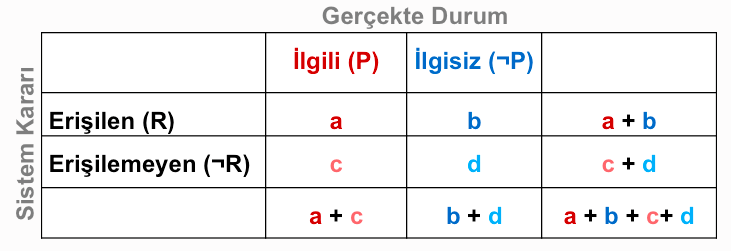 Gerçekte Durum
Sistem Kararı
İlgili (P) İlgisiz (¬P)
Erişilen (R) a b a + b
Erişilemeyen (¬R) c d c + d
a + c b + d a + b + c+ d